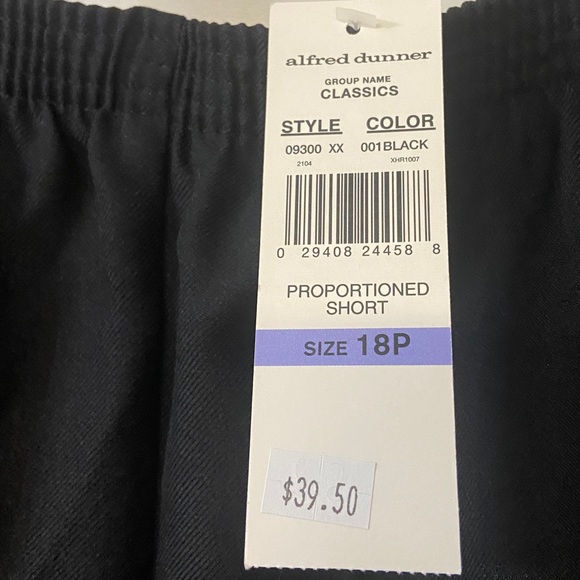 alfred dunner
GROUP NAME
CLASSICS
STYLE COLOR
09300 XX 001BLACK
2104 XHR1007
0 29408 24458 8
PROPORTIONED
SHORT
SIZE 18P
$39.50